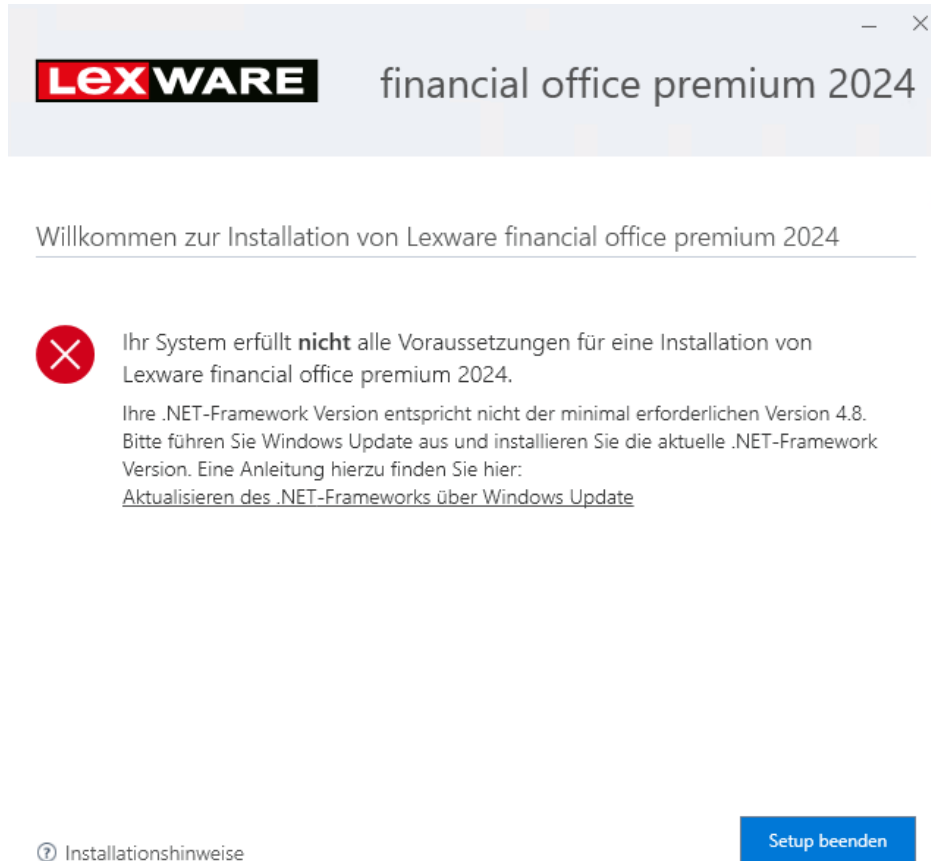 LEXWARE financial office premium 2024
Willkommen zur Installation von Lexware financial office premium 2024
Ihr System erfüllt nicht alle Voraussetzungen für eine Installation von
Lexware financial office premium 2024.
Ihre .NET-Framework Version entspricht nicht der minimal erforderlichen Version 4.8.
Bitte führen Sie Windows Update aus und installieren Sie die aktuelle .NET-Framework
Version. Eine Anleitung hierzu finden Sie hier:
Aktualisieren des .NET-Frameworks über Windows Update
Setup beenden
? Installationshinweise